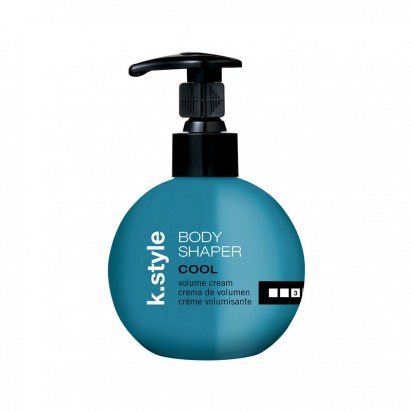 k.style
BODY
SHAPER
COOL
volume cream
crema de volumen
crème volumisante
3